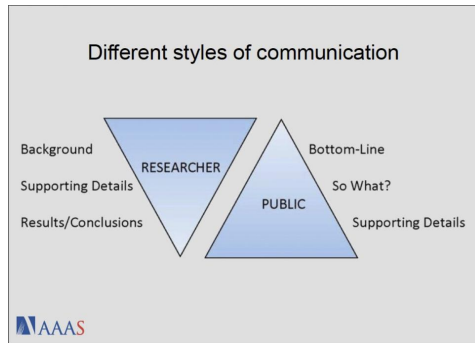 Different styles of communication
Background
Supporting Details
Results/Conclusions
RESEARCHER
PUBLIC
Bottom-Line
So What?
Supporting Details
AAAS